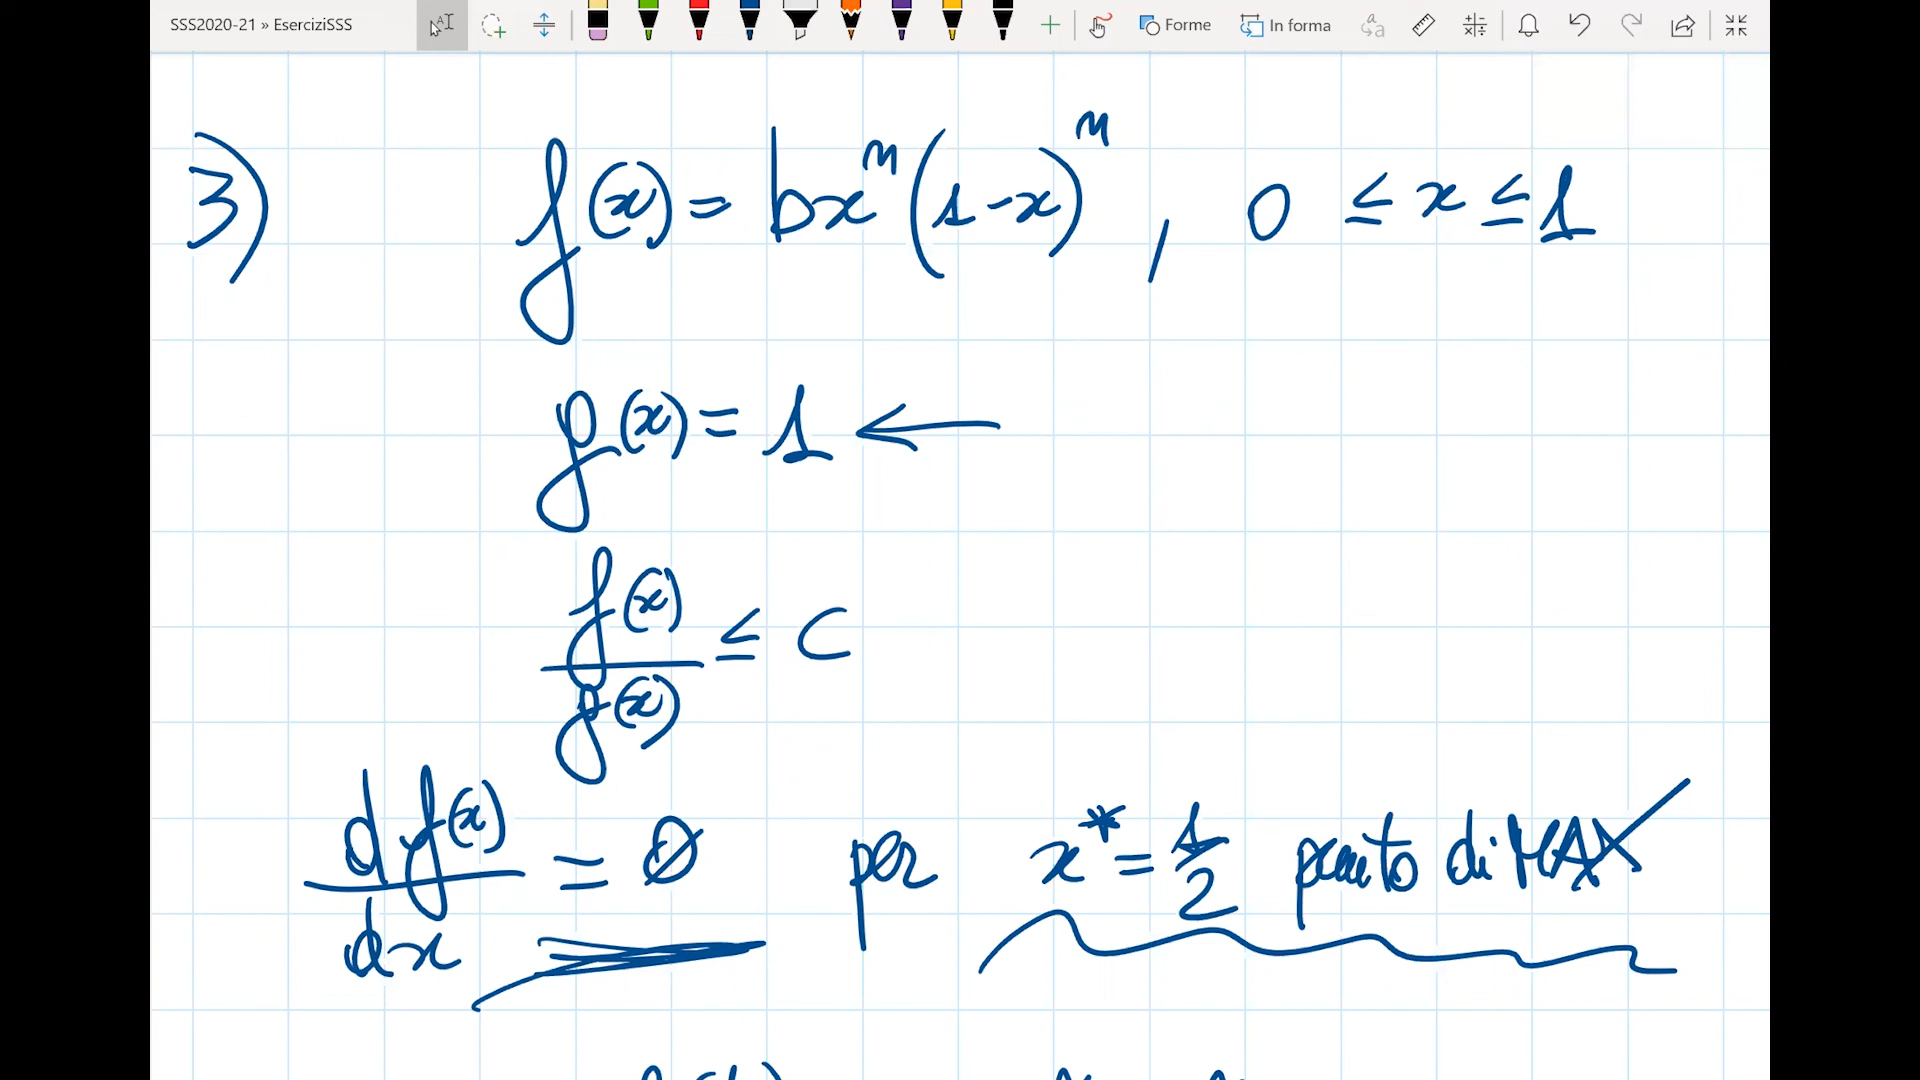 SSS2020-21 » EserciziSSS Forme In forma
3) f(x) = bx^n (1-x)^n, 0 ≤ x ≤ 1
g(x) = 1 ←
f(x)/g(x) ≤ C
df(x)/dx = 0 per x* = 1/2 punto di MAX